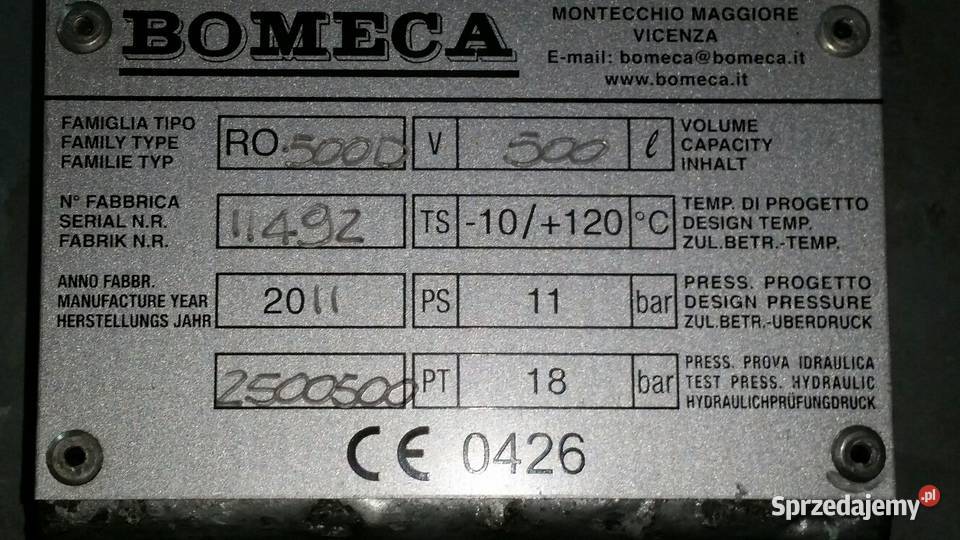 BOMECA
MONTECCHIO MAGGIORE
VICENZA
E-mail: bomeca@bomeca.it
www.bomeca.it
FAMIGLIA TIPO
FAMILY TYPE
FAMILIE TYP
RO.500D
V 500 ℓ
VOLUME
CAPACITY
INHALT
N° FABBRICA
SERIAL N.R.
FABRIK N.R.
11492
TS -10/+120 °C
TEMP. DI PROGETTO
DESIGN TEMP.
ZUL.BETR.-TEMP.
ANNO FABBR.
MANUFACTURE YEAR
HERSTELLUNGS JAHR
2011
PS 11 bar
PRESS. PROGETTO
DESIGN PRESSURE
ZUL.BETR.-UBERDRUCK
2500500
PT 18 bar
PRESS. PROVA IDRAULICA
TEST PRESS. HYDRAULIC
HYDRAULICHPRÜFUNGDRUCK
CE 0426
Sprzedajemy.pl